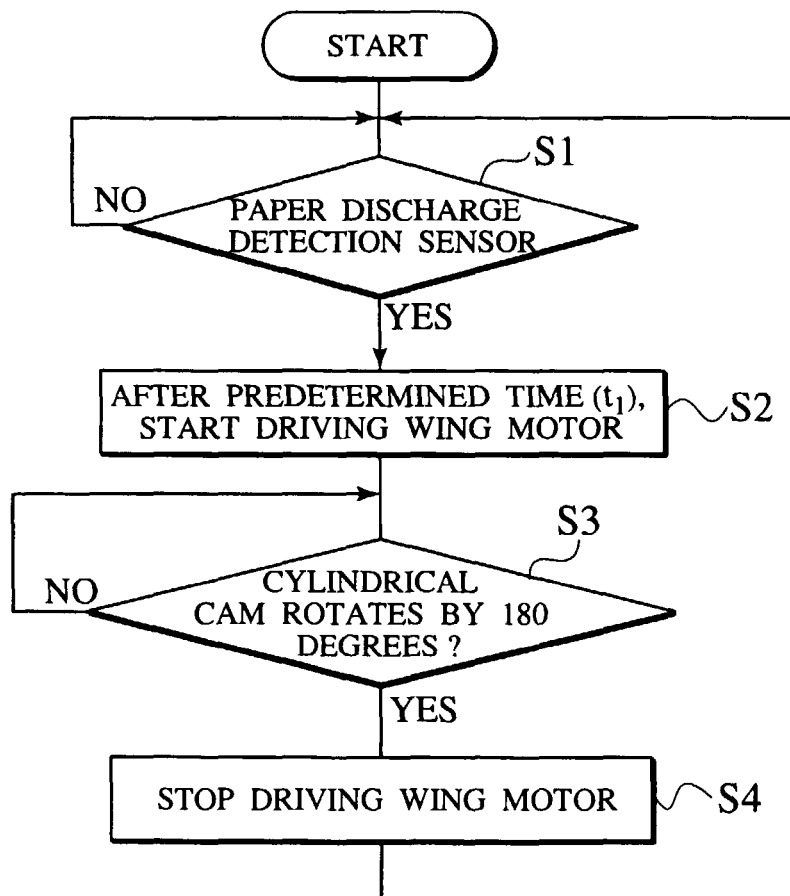 START
S1
NO
PAPER DISCHARGE
DETECTION SENSOR
YES
AFTER PREDETERMINED TIME (t₁),
START DRIVING WING MOTOR
S2
S3
NO
CYLINDRICAL
CAM ROTATES BY 180
DEGREES ?
YES
STOP DRIVING WING MOTOR
S4